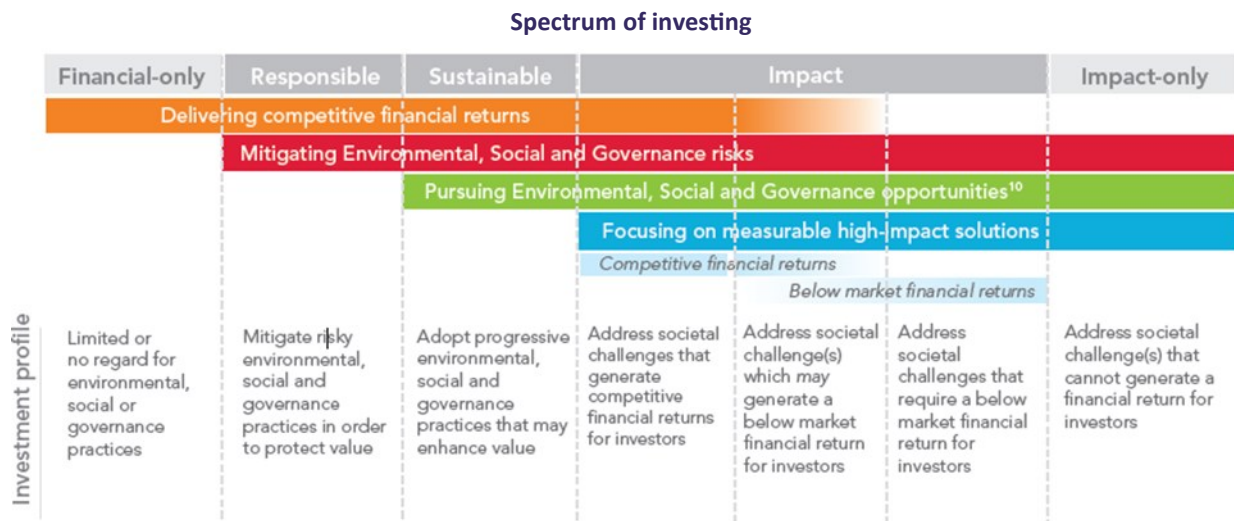 Spectrum of investing
Financial-only
Responsible
Sustainable
Impact
Impact-only
Delivering competitive financial returns
Mitigating Environmental, Social and Governance risks
Pursuing Environmental, Social and Governance opportunities¹⁰
Focusing on measurable high-impact solutions
Competitive financial returns
Below market financial returns
Investment profile
Limited or
no regard for
environmental,
social or
governance
practices
Mitigate risky
environmental,
social and
governance
practices in order
to protect value
Adopt progressive
environmental,
social and
governance
practices that may
enhance value
Address societal
challenges that
generate
competitive
financial returns
for investors
Address societal
challenge(s)
which may
generate a
below market
financial return
for investors
Address
societal
challenges that
require a below
market financial
return for
investors
Address societal
challenge(s) that
cannot generate a
financial return for
investors